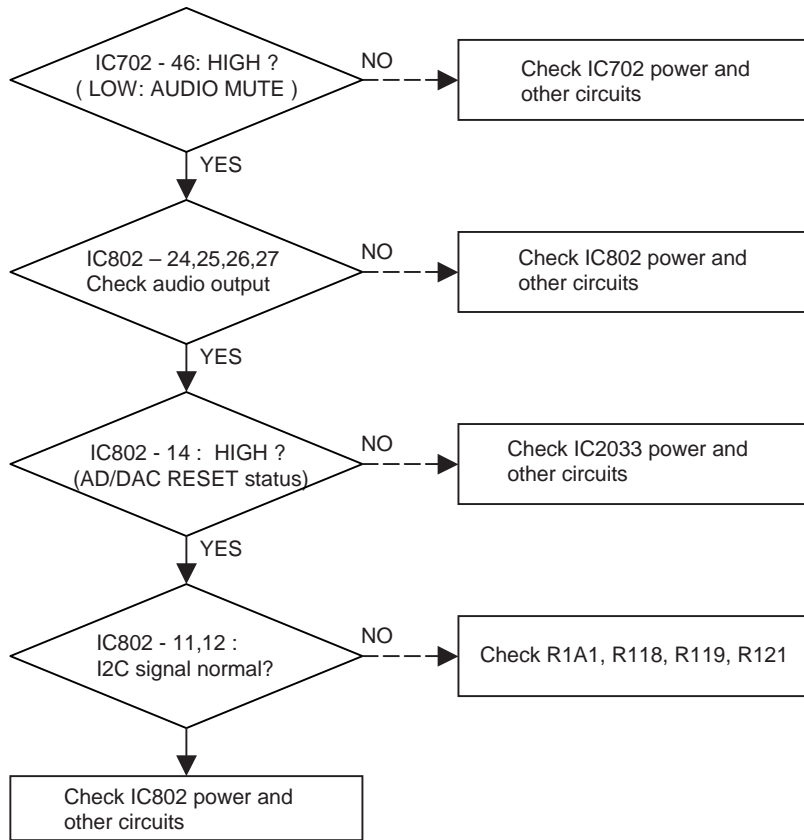 IC702 - 46: HIGH ?
( LOW: AUDIO MUTE )
NO
Check IC702 power and
other circuits
YES
IC802 – 24,25,26,27
Check audio output
NO
Check IC802 power and
other circuits
YES
IC802 - 14 : HIGH ?
(AD/DAC RESET status)
NO
Check IC2033 power and
other circuits
YES
IC802 - 11,12 :
I2C signal normal?
NO
Check R1A1, R118, R119, R121
Check IC802 power and
other circuits